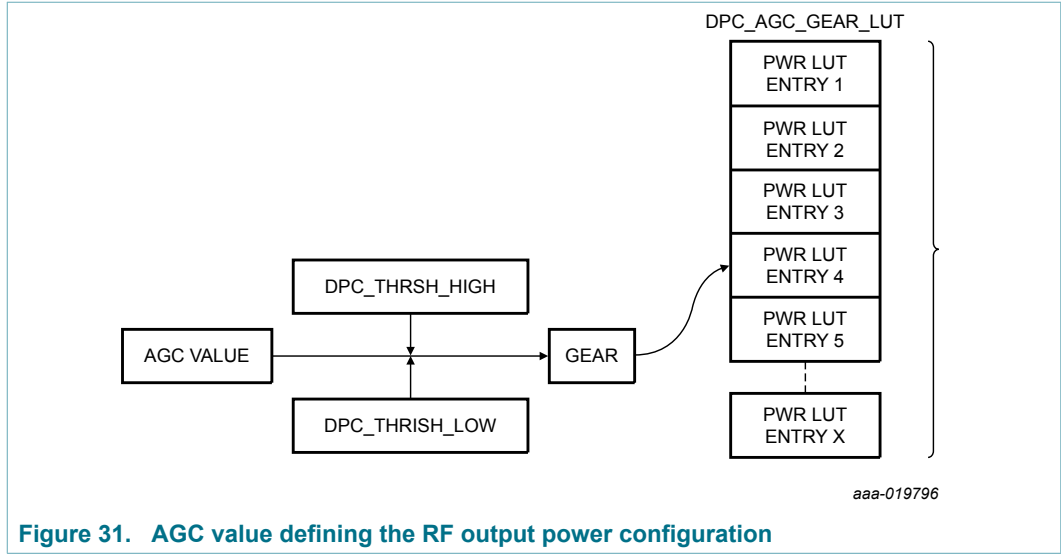 DPC_AGC_GEAR_LUT
PWR LUT
ENTRY 1
PWR LUT
ENTRY 2
PWR LUT
ENTRY 3
PWR LUT
ENTRY 4
PWR LUT
ENTRY 5
PWR LUT
ENTRY X
DPC_THRSH_HIGH
AGC VALUE
GEAR
DPC_THRISH_LOW
aaa-019796
Figure 31. AGC value defining the RF output power configuration